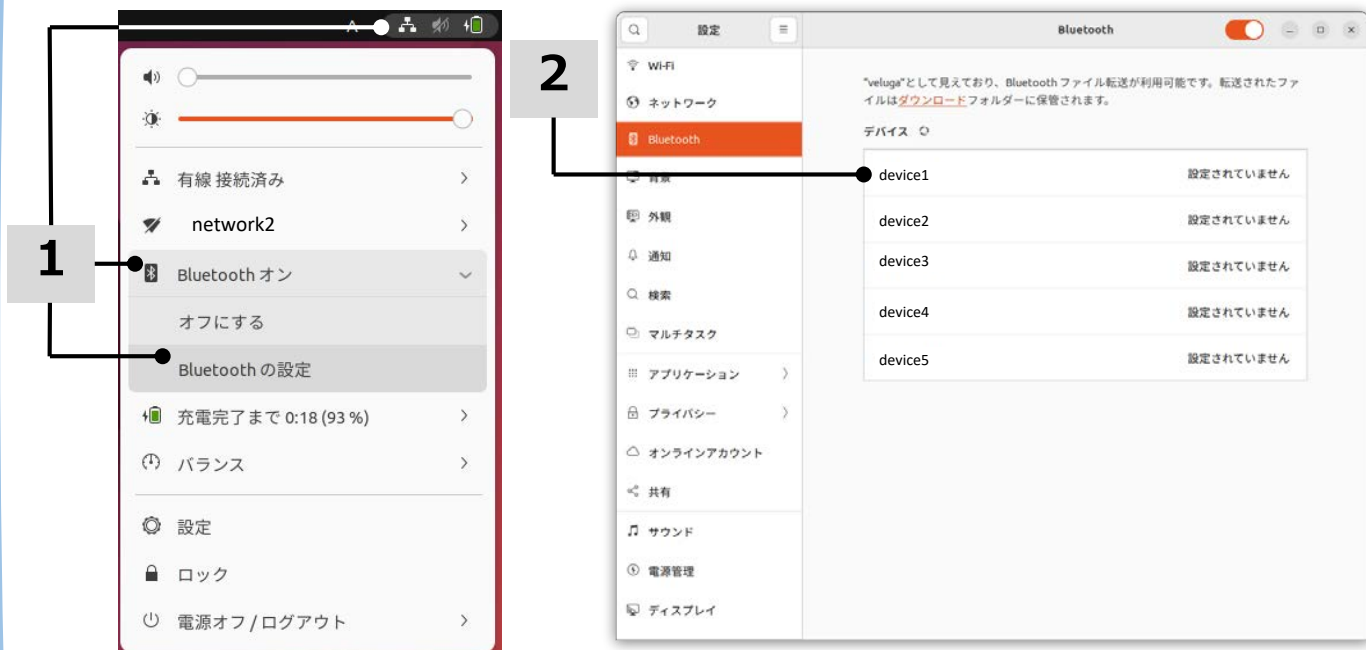 A
1
有線 接続済み
network2
Bluetooth オン
オフにする
Bluetooth の設定
充電完了まで 0:18 (93 %)
バランス
設定
ロック
電源オフ / ログアウト
2
設定
Bluetooth
Wi-Fi
ネットワーク
Bluetooth
背景
外観
通知
検索
マルチタスク
アプリケーション
プライバシー
オンラインアカウント
共有
サウンド
電源管理
ディスプレイ
"veluga"として見えており、Bluetooth ファイル転送が利用可能です。転送されたファ
イルはダウンロードフォルダーに保管されます。
デバイス
device1 設定されていません
device2 設定されていません
device3 設定されていません
device4 設定されていません
device5 設定されていません